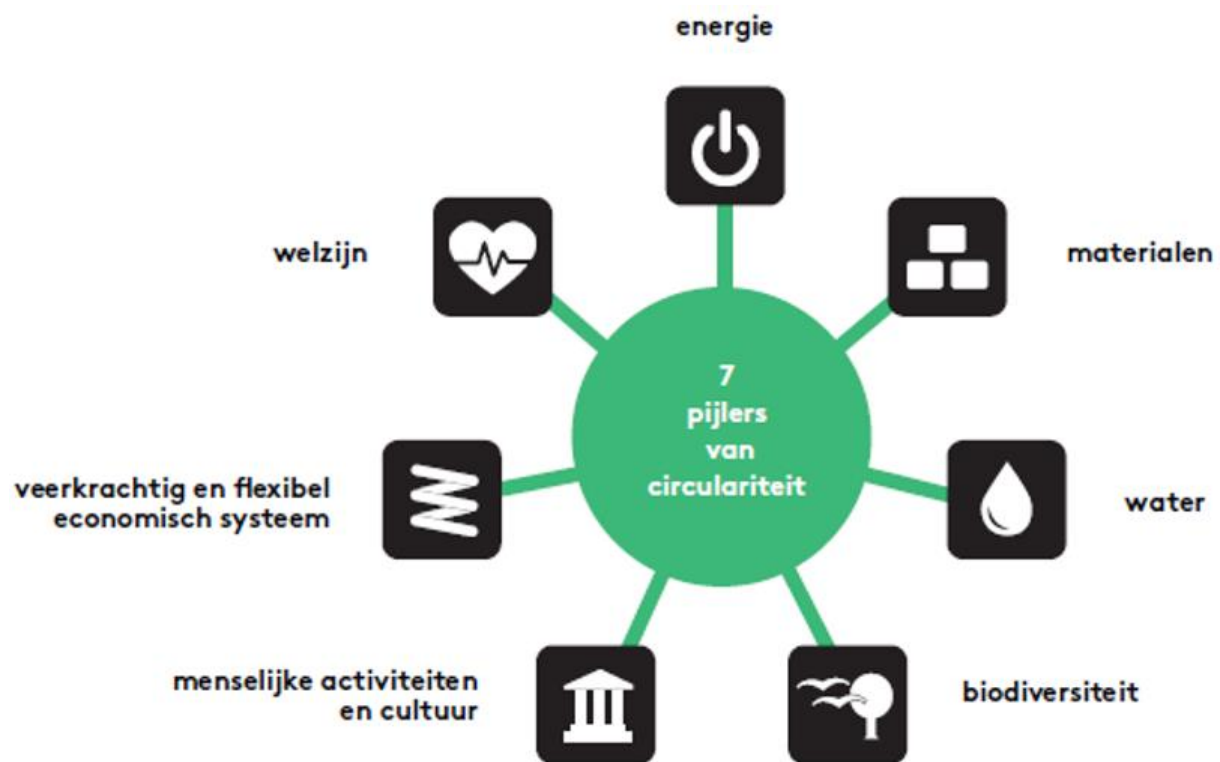 energie
welzijn
materialen
7
pijlers
van
circulariteit
veerkrachtig en flexibel
economisch systeem
water
menselijke activiteiten
en cultuur
biodiversiteit